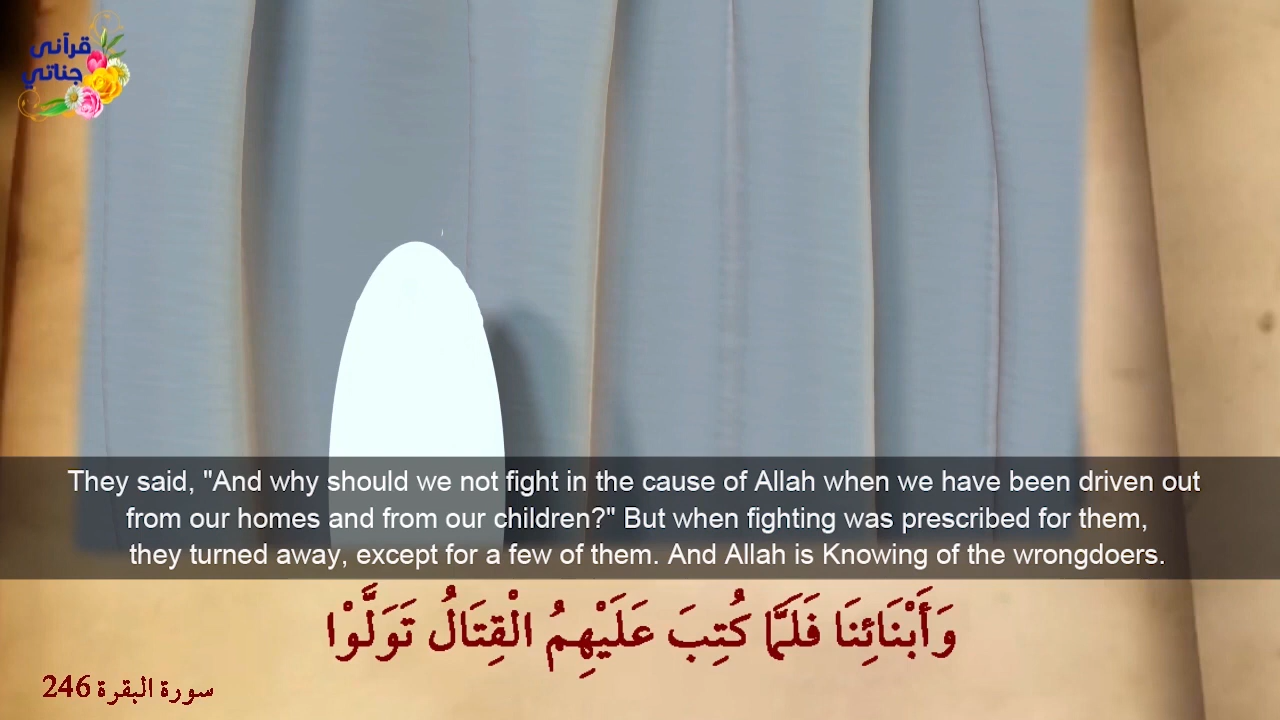 قرآنى
جناتي
They said, "And why should we not fight in the cause of Allah when we have been driven out
from our homes and from our children?" But when fighting was prescribed for them,
they turned away, except for a few of them. And Allah is Knowing of the wrongdoers.
وَأَبْنَائِنَا فَلَمَّا كُتِبَ عَلَيْهِمُ الْقِتَالُ تَوَلَّوْا
سورة البقرة 246